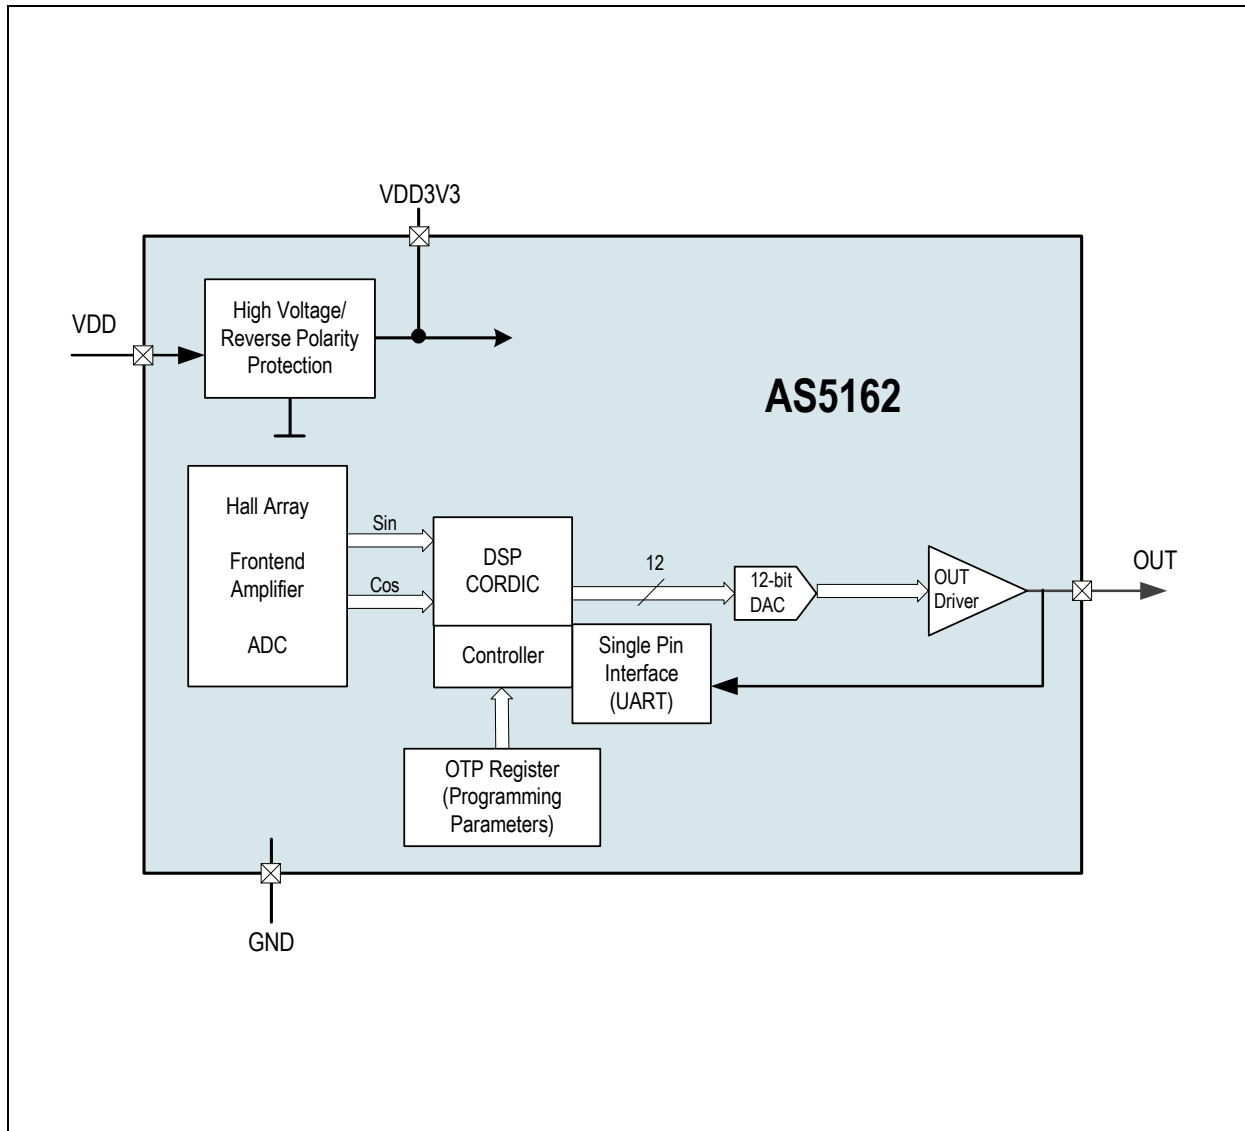 VDD3V3
High Voltage/
Reverse Polarity
Protection
VDD
AS5162
Hall Array
Frontend
Amplifier
ADC
Sin
Cos
DSP
CORDIC
12
12-bit
DAC
OUT
Driver
OUT
Controller
Single Pin
Interface
(UART)
OTP Register
(Programming
Parameters)
GND